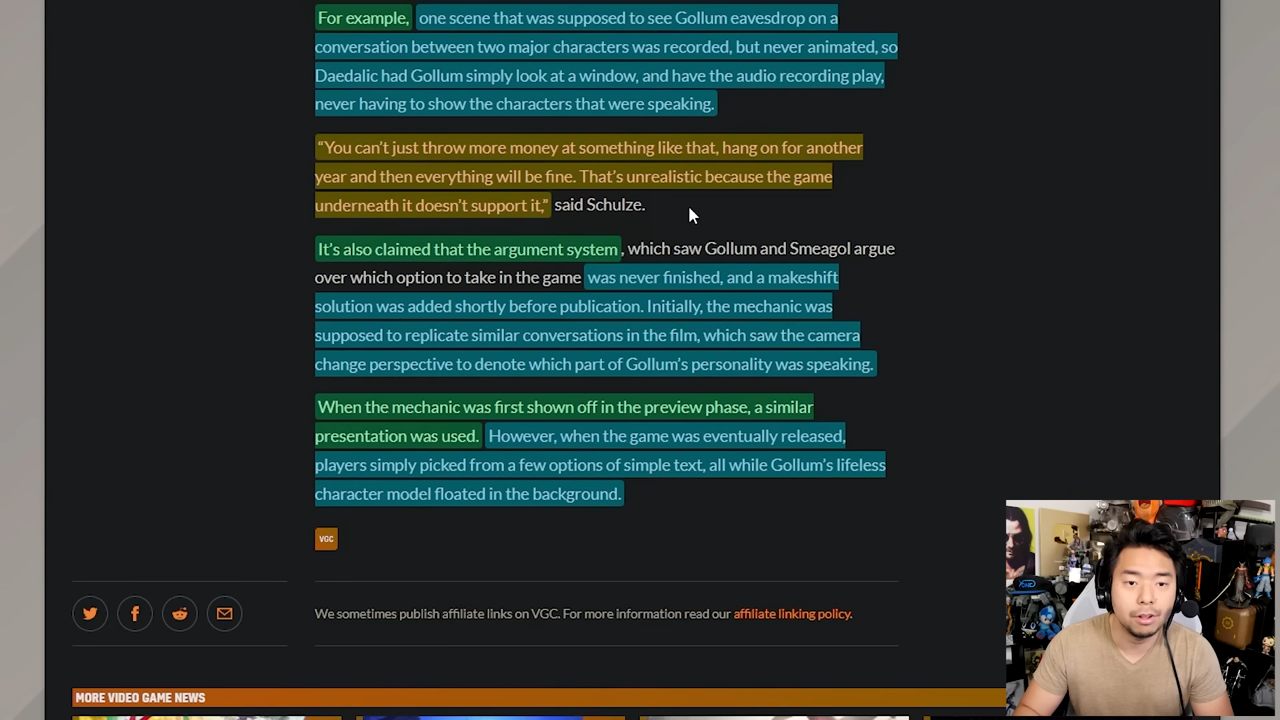 For example, one scene that was supposed to see Gollum eavesdrop on a
conversation between two major characters was recorded, but never animated, so
Daedalic had Gollum simply look at a window, and have the audio recording play,
never having to show the characters that were speaking.
“You can’t just throw more money at something like that, hang on for another
year and then everything will be fine. That’s unrealistic because the game
underneath it doesn’t support it,” said Schulze.
It’s also claimed that the argument system, which saw Gollum and Smeagol argue
over which option to take in the game was never finished, and a makeshift
solution was added shortly before publication. Initially, the mechanic was
supposed to replicate similar conversations in the film, which saw the camera
change perspective to denote which part of Gollum’s personality was speaking.
When the mechanic was first shown off in the preview phase, a similar
presentation was used. However, when the game was eventually released,
players simply picked from a few options of simple text, all while Gollum’s lifeless
character model floated in the background.
VGC
We sometimes publish affiliate links on VGC. For more information read our affiliate linking policy.
MORE VIDEO GAME NEWS